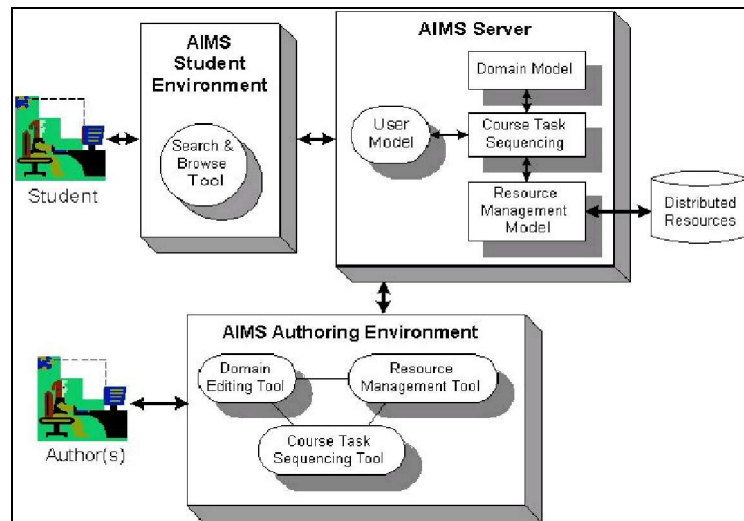 AIMS
Student
Environment
Search &
Browse
Tool
Student
AIMS Server
Domain Model
User
Model
Course Task
Sequencing
Resource
Management
Model
Distributed
Resources
AIMS Authoring Environment
Domain
Editing Tool
Resource
Management Tool
Course Task
Sequencing Tool
Author(s)